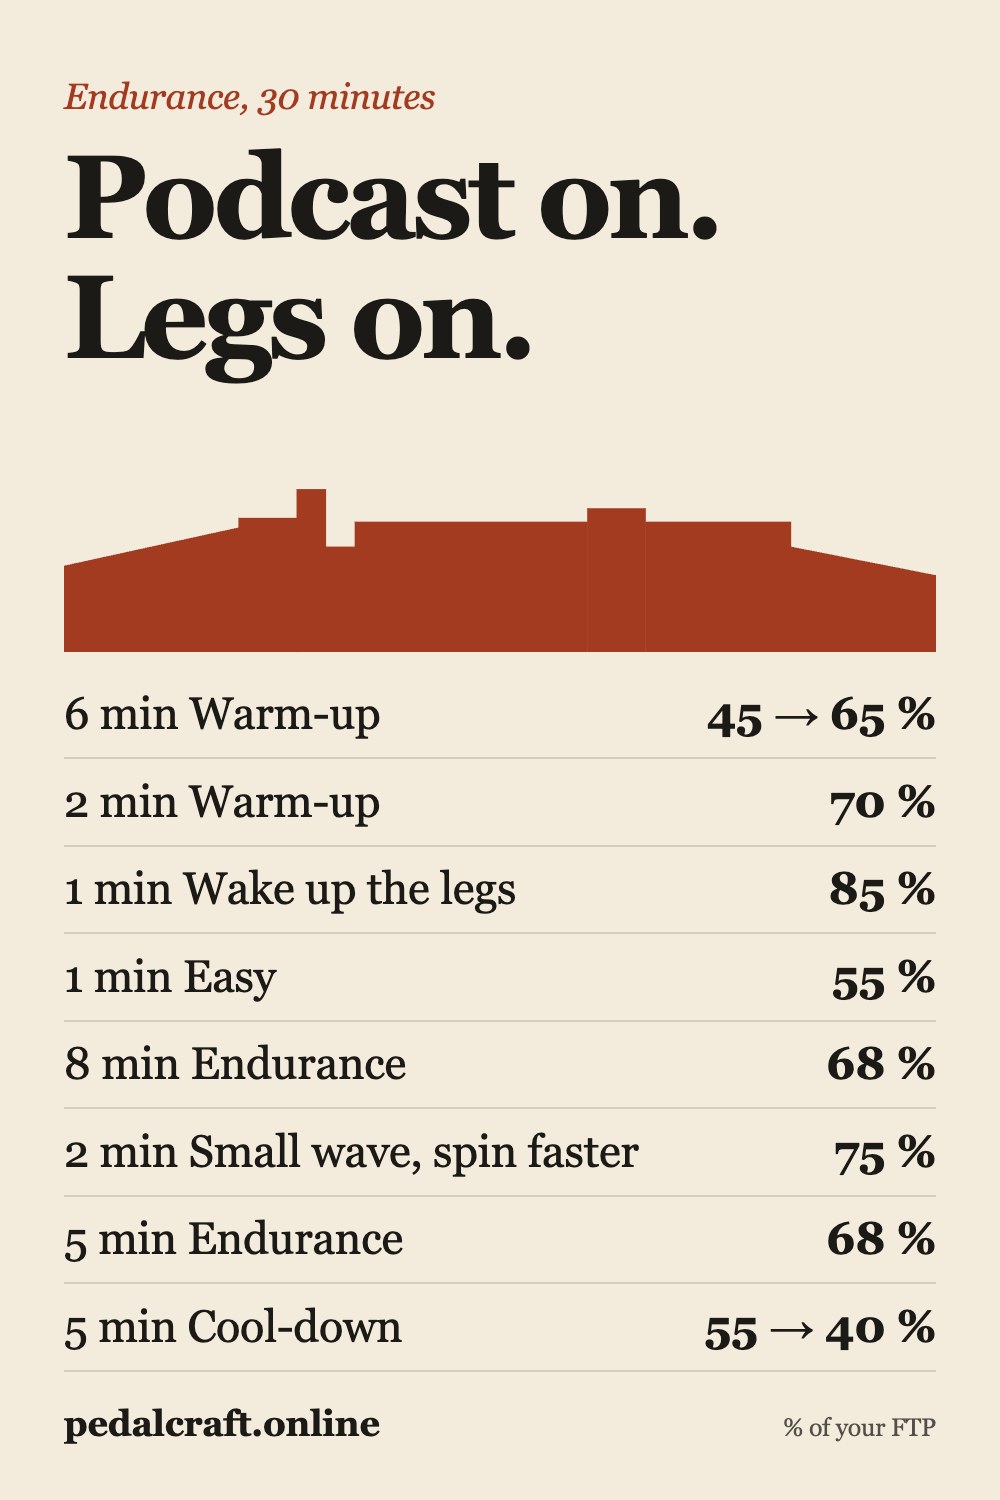 Endurance, 30 minutes
Podcast on.
Legs on.
6 min Warm-up 45 → 65 %
2 min Warm-up 70 %
1 min Wake up the legs 85 %
1 min Easy 55 %
8 min Endurance 68 %
2 min Small wave, spin faster 75 %
5 min Endurance 68 %
5 min Cool-down 55 → 40 %
pedalcraft.online % of your FTP